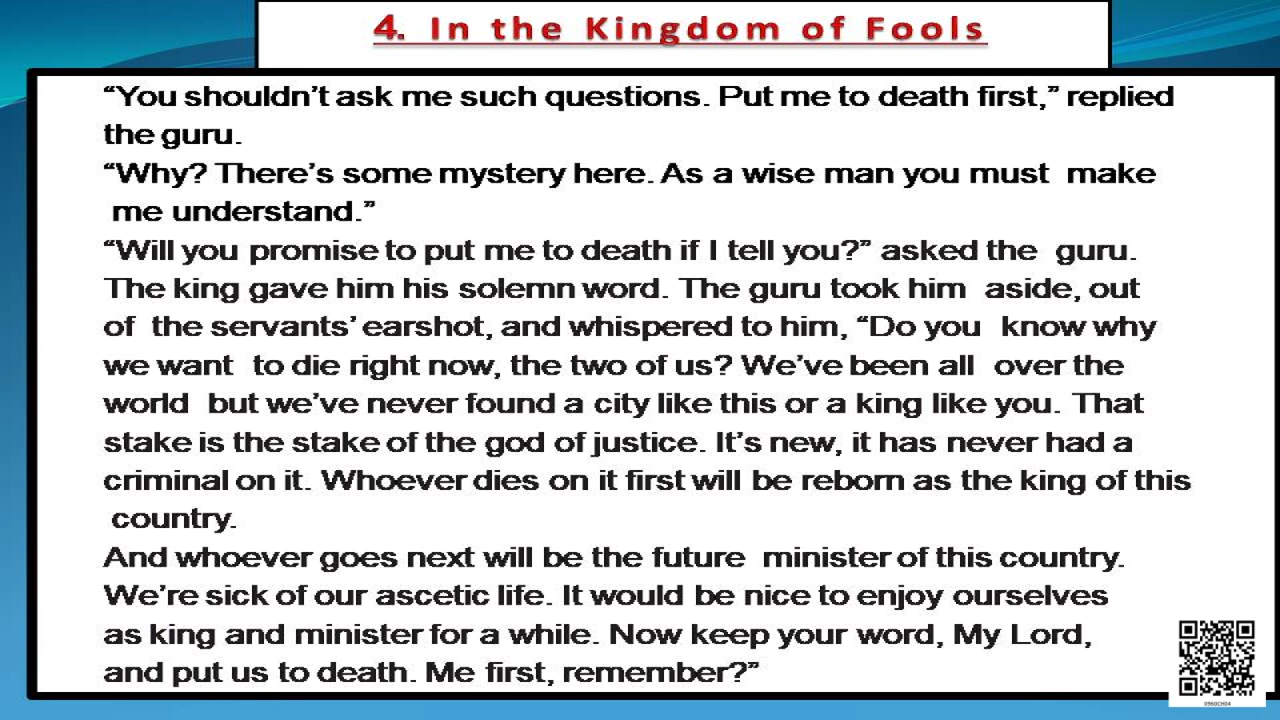 4. In the Kingdom of Fools
“You shouldn’t ask me such questions. Put me to death first,” replied
the guru.
“Why? There’s some mystery here. As a wise man you must make
me understand.”
“Will you promise to put me to death if I tell you?” asked the guru.
The king gave him his solemn word. The guru took him aside, out
of the servants’ earshot, and whispered to him, “Do you know why
we want to die right now, the two of us? We’ve been all over the
world but we’ve never found a city like this or a king like you. That
stake is the stake of the god of justice. It’s new, it has never had a
criminal on it. Whoever dies on it first will be reborn as the king of this
country.
And whoever goes next will be the future minister of this country.
We’re sick of our ascetic life. It would be nice to enjoy ourselves
as king and minister for a while. Now keep your word, My Lord,
and put us to death. Me first, remember?”
0960CH04